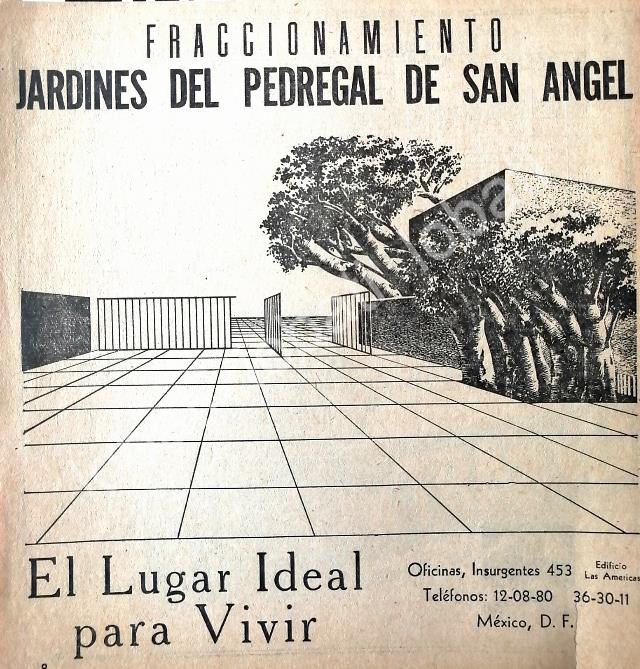 FRACCIONAMIENTO
JARDINES DEL PEDREGAL DE SAN ANGEL
El Lugar Ideal
para Vivir
Oficinas, Insurgentes 453 Edificio Las Americas
Teléfonos: 12-08-80 36-30-11
México, D. F.